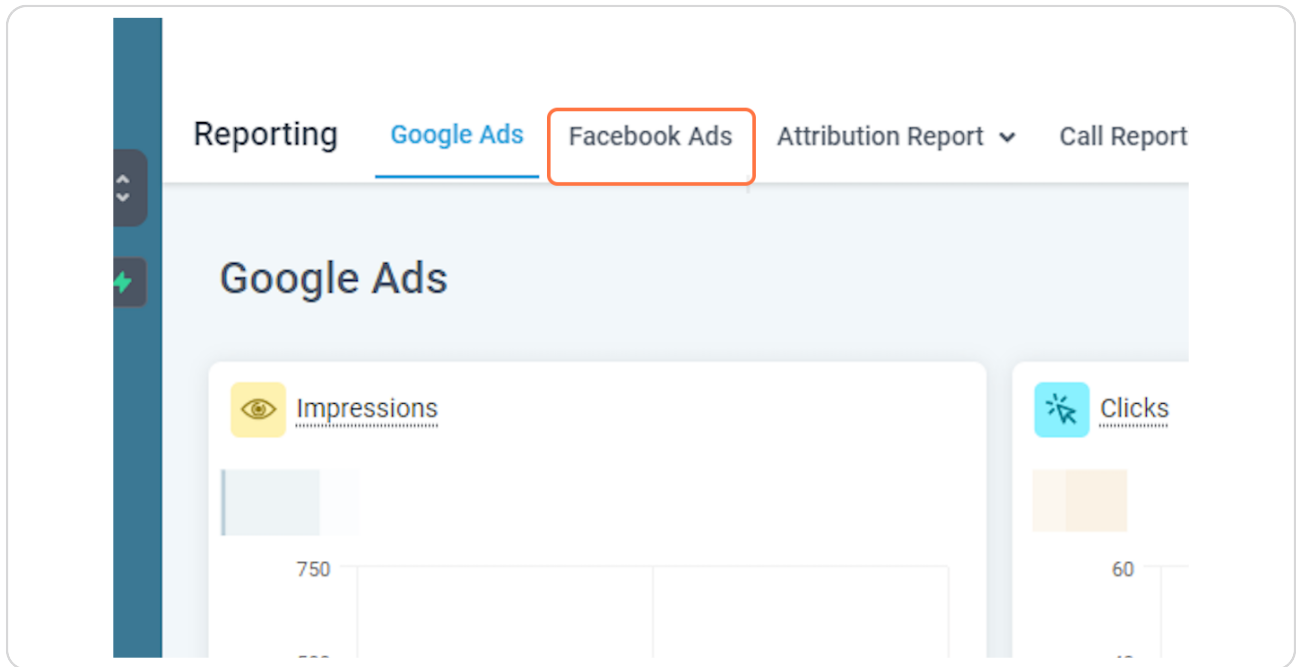 Reporting Google Ads Facebook Ads Attribution Report Call Report
Google Ads
Impressions Clicks
750 60